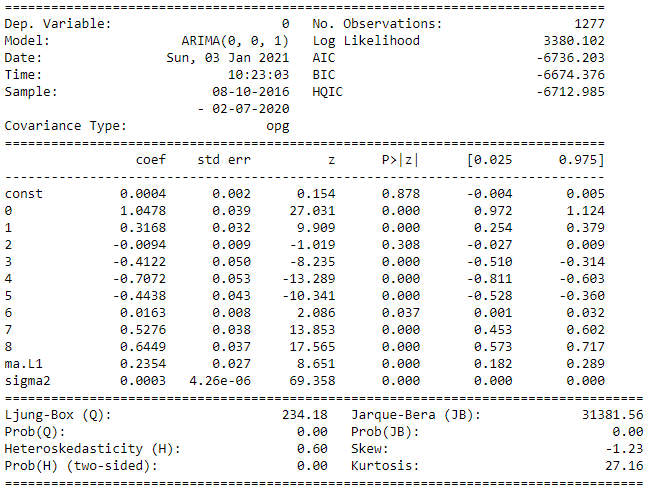 ==============================================================================
Dep. Variable:                      0   No. Observations:                 1277
Model:                 ARIMA(0, 0, 1)   Log Likelihood                3380.102
Date:                Sun, 03 Jan 2021   AIC                          -6736.203
Time:                        10:23:03   BIC                          -6674.376
Sample:                    08-10-2016   HQIC                         -6712.985
                         - 02-07-2020
Covariance Type:                  opg
==============================================================================
                 coef    std err          z      P>|z|      [0.025      0.975]
------------------------------------------------------------------------------
const          0.0004      0.002      0.154      0.878      -0.004       0.005
0              1.0478      0.039     27.031      0.000       0.972       1.124
1              0.3168      0.032      9.909      0.000       0.254       0.379
2             -0.0094      0.009     -1.019      0.308      -0.027       0.009
3             -0.4122      0.050     -8.235      0.000      -0.510      -0.314
4             -0.7072      0.053    -13.289      0.000      -0.811      -0.603
5             -0.4438      0.043    -10.341      0.000      -0.528      -0.360
6              0.0163      0.008      2.086      0.037       0.001       0.032
7              0.5276      0.038     13.853      0.000       0.453       0.602
8              0.6449      0.037     17.565      0.000       0.573       0.717
ma.L1          0.2354      0.027      8.651      0.000       0.182       0.289
sigma2         0.0003   4.26e-06     69.358      0.000       0.000       0.000
===================================================================================
Ljung-Box (Q):                      234.18   Jarque-Bera (JB):             31381.56
Prob(Q):                              0.00   Prob(JB):                         0.00
Heteroskedasticity (H):               0.60   Skew:                            -1.23
Prob(H) (two-sided):                  0.00   Kurtosis:                        27.16
===================================================================================